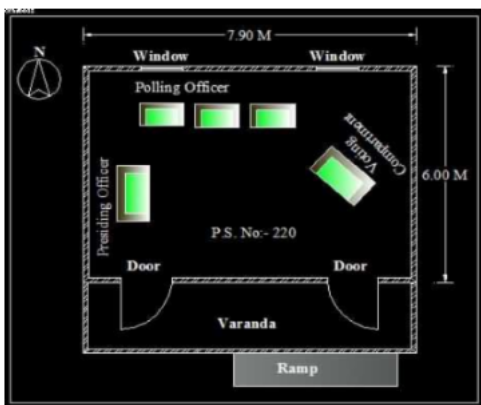 7.90 M
N
Window
Window
Polling Officer
Voting
Compartment
6.00 M
Presiding Officer
P.S. No:- 220
Door
Door
Varanda
Ramp